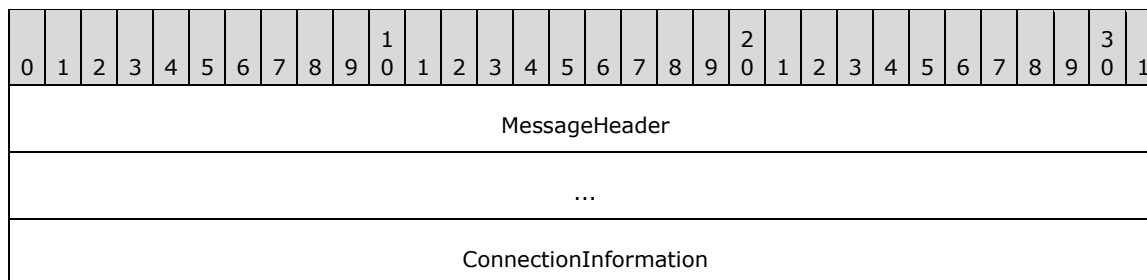 1 2 3
0 1 2 3 4 5 6 7 8 9 0 1 2 3 4 5 6 7 8 9 0 1 2 3 4 5 6 7 8 9 0 1
MessageHeader
...
ConnectionInformation